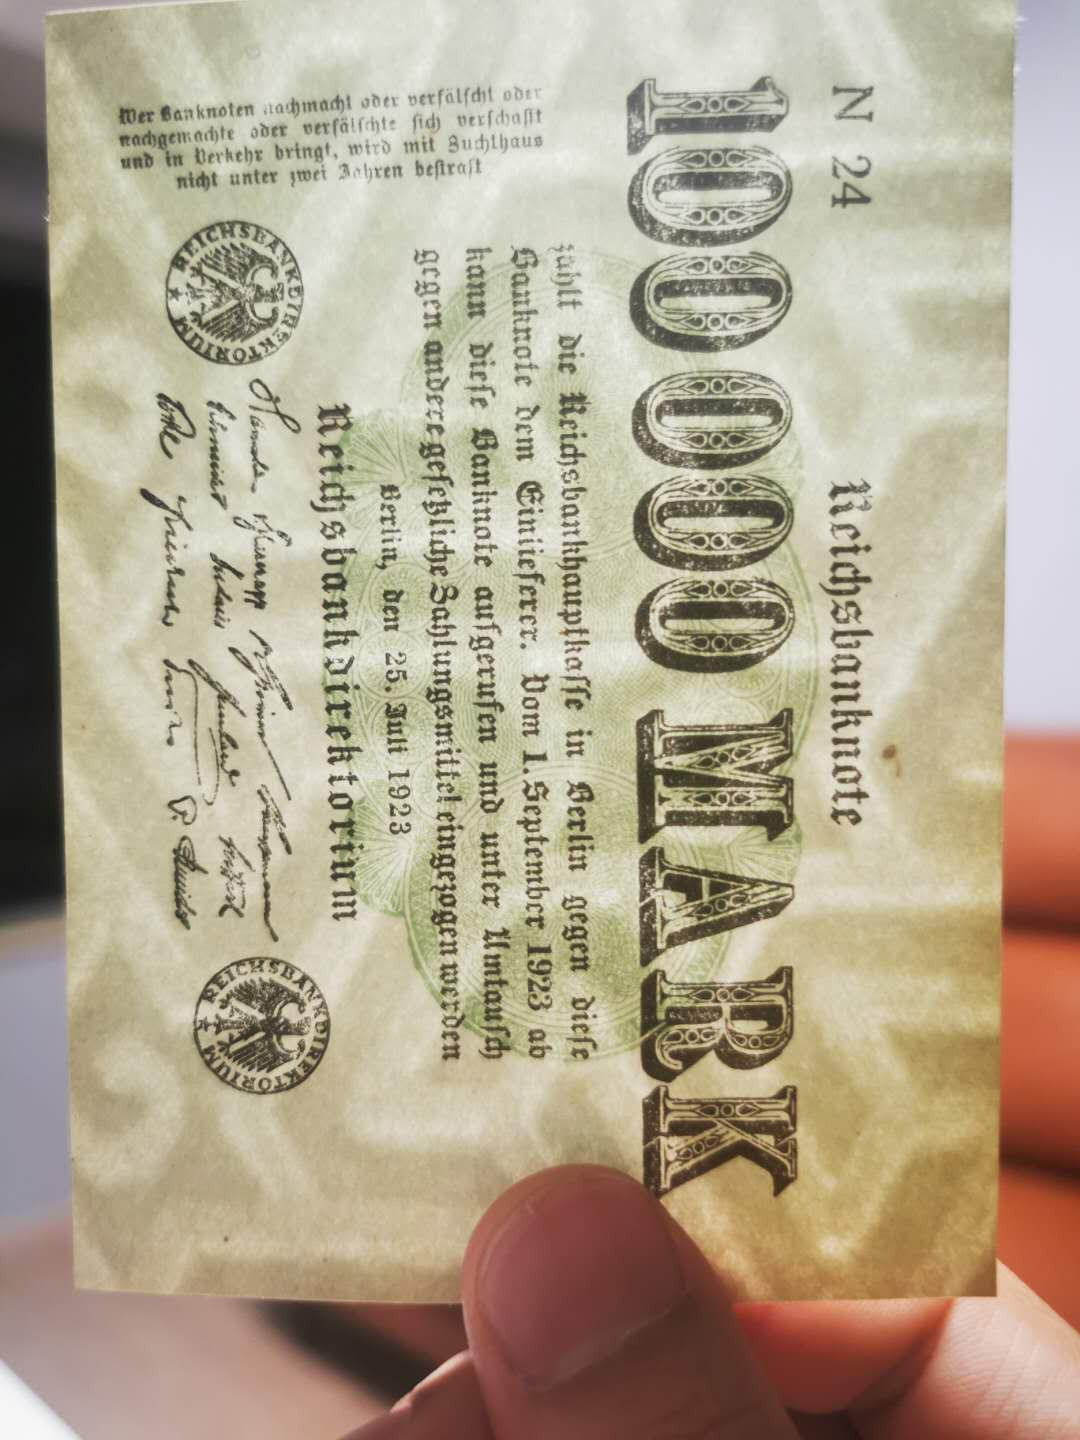 N 24
Reichsbanknote
100000 MARK
zahlt die Reichsbankhauptkasse in Berlin gegen diese
Banknote dem Einlieferer. Vom 1. September 1923 ab
kann diese Banknote aufgerufen und unter Umtausch
gegen andere gesetzliche Zahlungsmittel eingezogen werden
Berlin, den 25. Juli 1923
Reichsbankdirektorium
REICHSBANKDIREKTORIUM
REICHSBANKDIREKTORIUM
Wer Banknoten nachmacht oder verfälscht oder
nachgemachte oder verfälschte sich verschafft
und in Verkehr bringt, wird mit Zuchthaus
nicht unter zwei Jahren bestraft